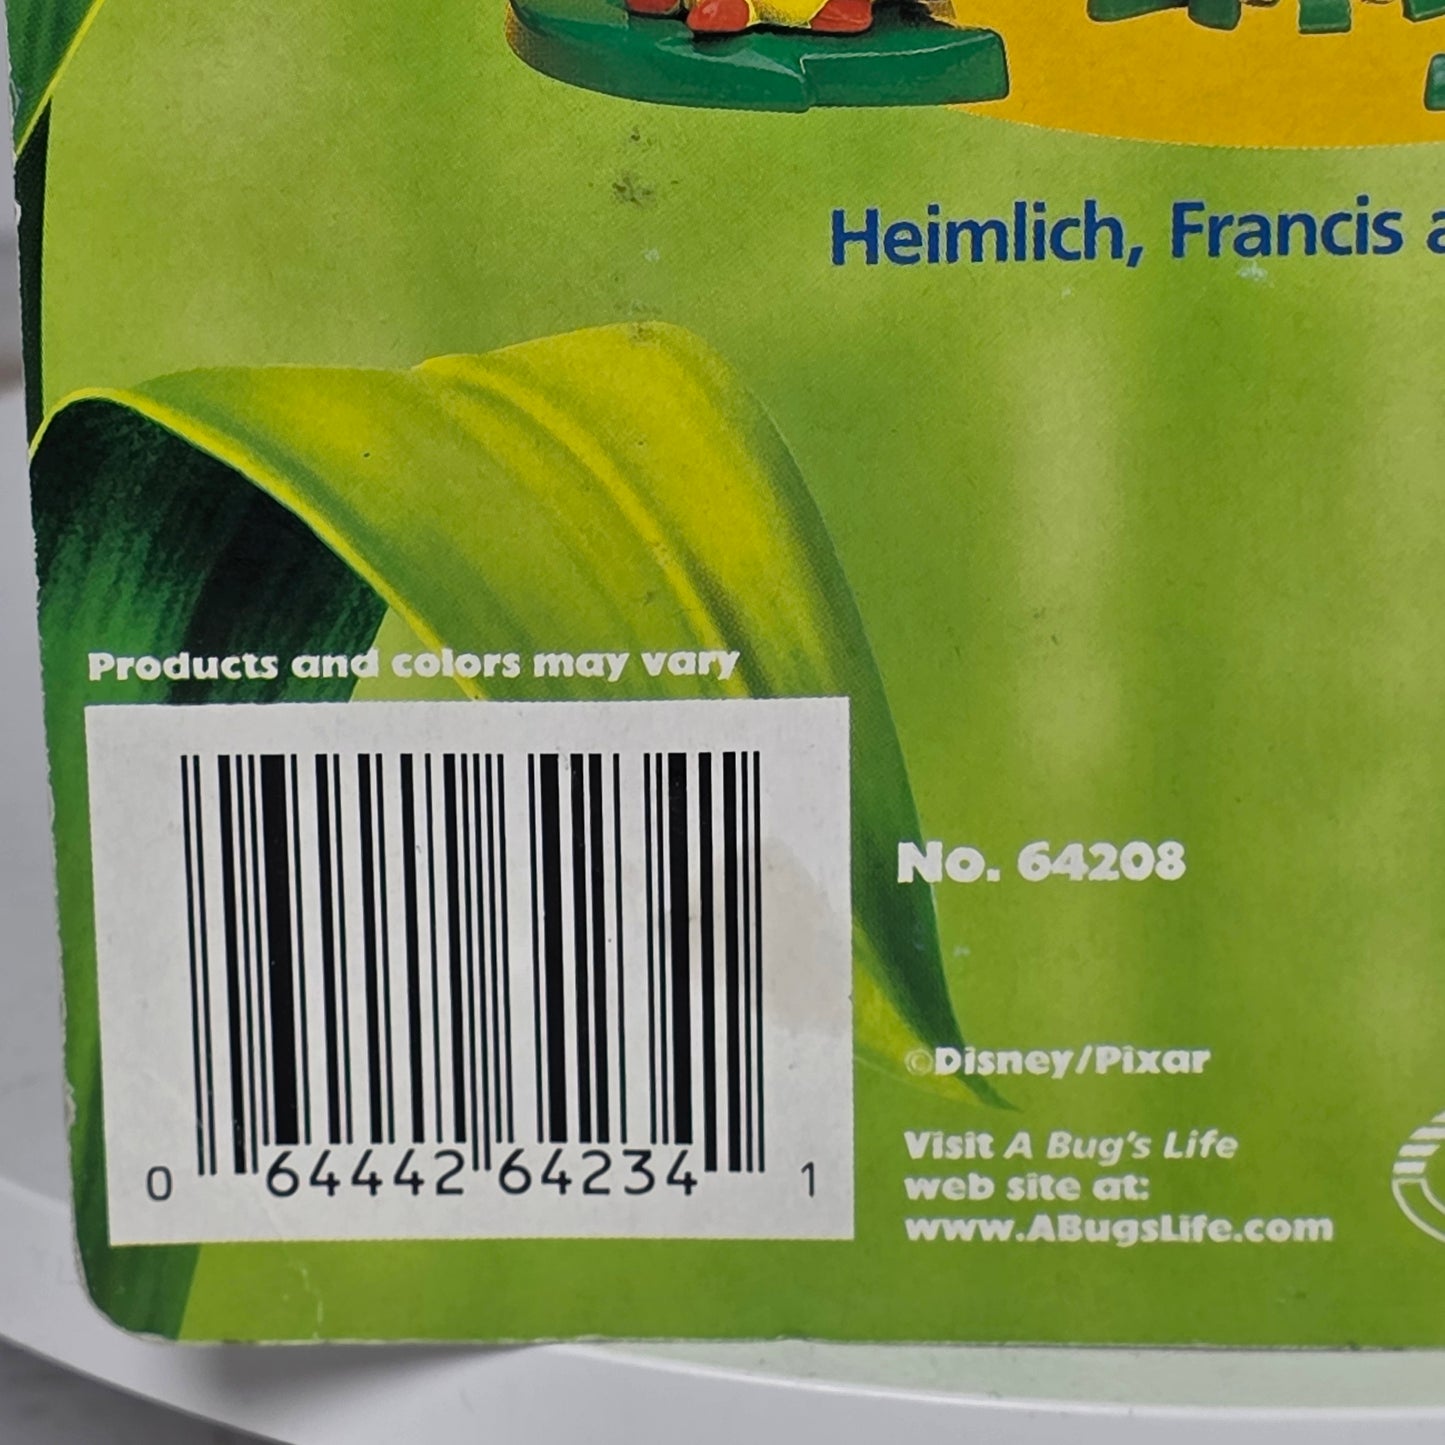 Heimlich, Francis
Products and colors may vary
0 64442 64234 1
No. 64208
©Disney/Pixar
Visit A Bug's Life
web site at:
www.ABugsLife.com